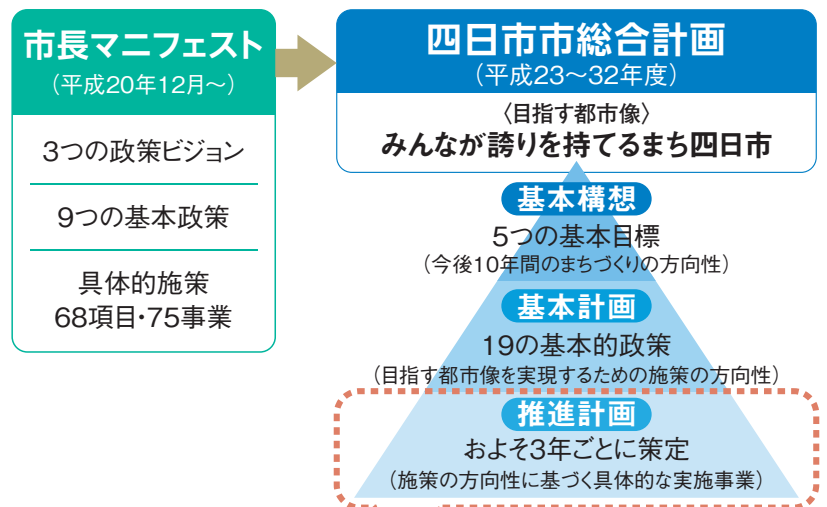 市長マニフェスト
（平成20年12月～）
3つの政策ビジョン
9つの基本政策
具体的施策
68項目・75事業
四日市市総合計画
（平成23～32年度）
〈目指す都市像〉
みんなが誇りを持てるまち四日市
基本構想
5つの基本目標
（今後10年間のまちづくりの方向性）
基本計画
19の基本的政策
（目指す都市像を実現するための施策の方向性）
推進計画
およそ3年ごとに策定
（施策の方向性に基づく具体的な実施事業）